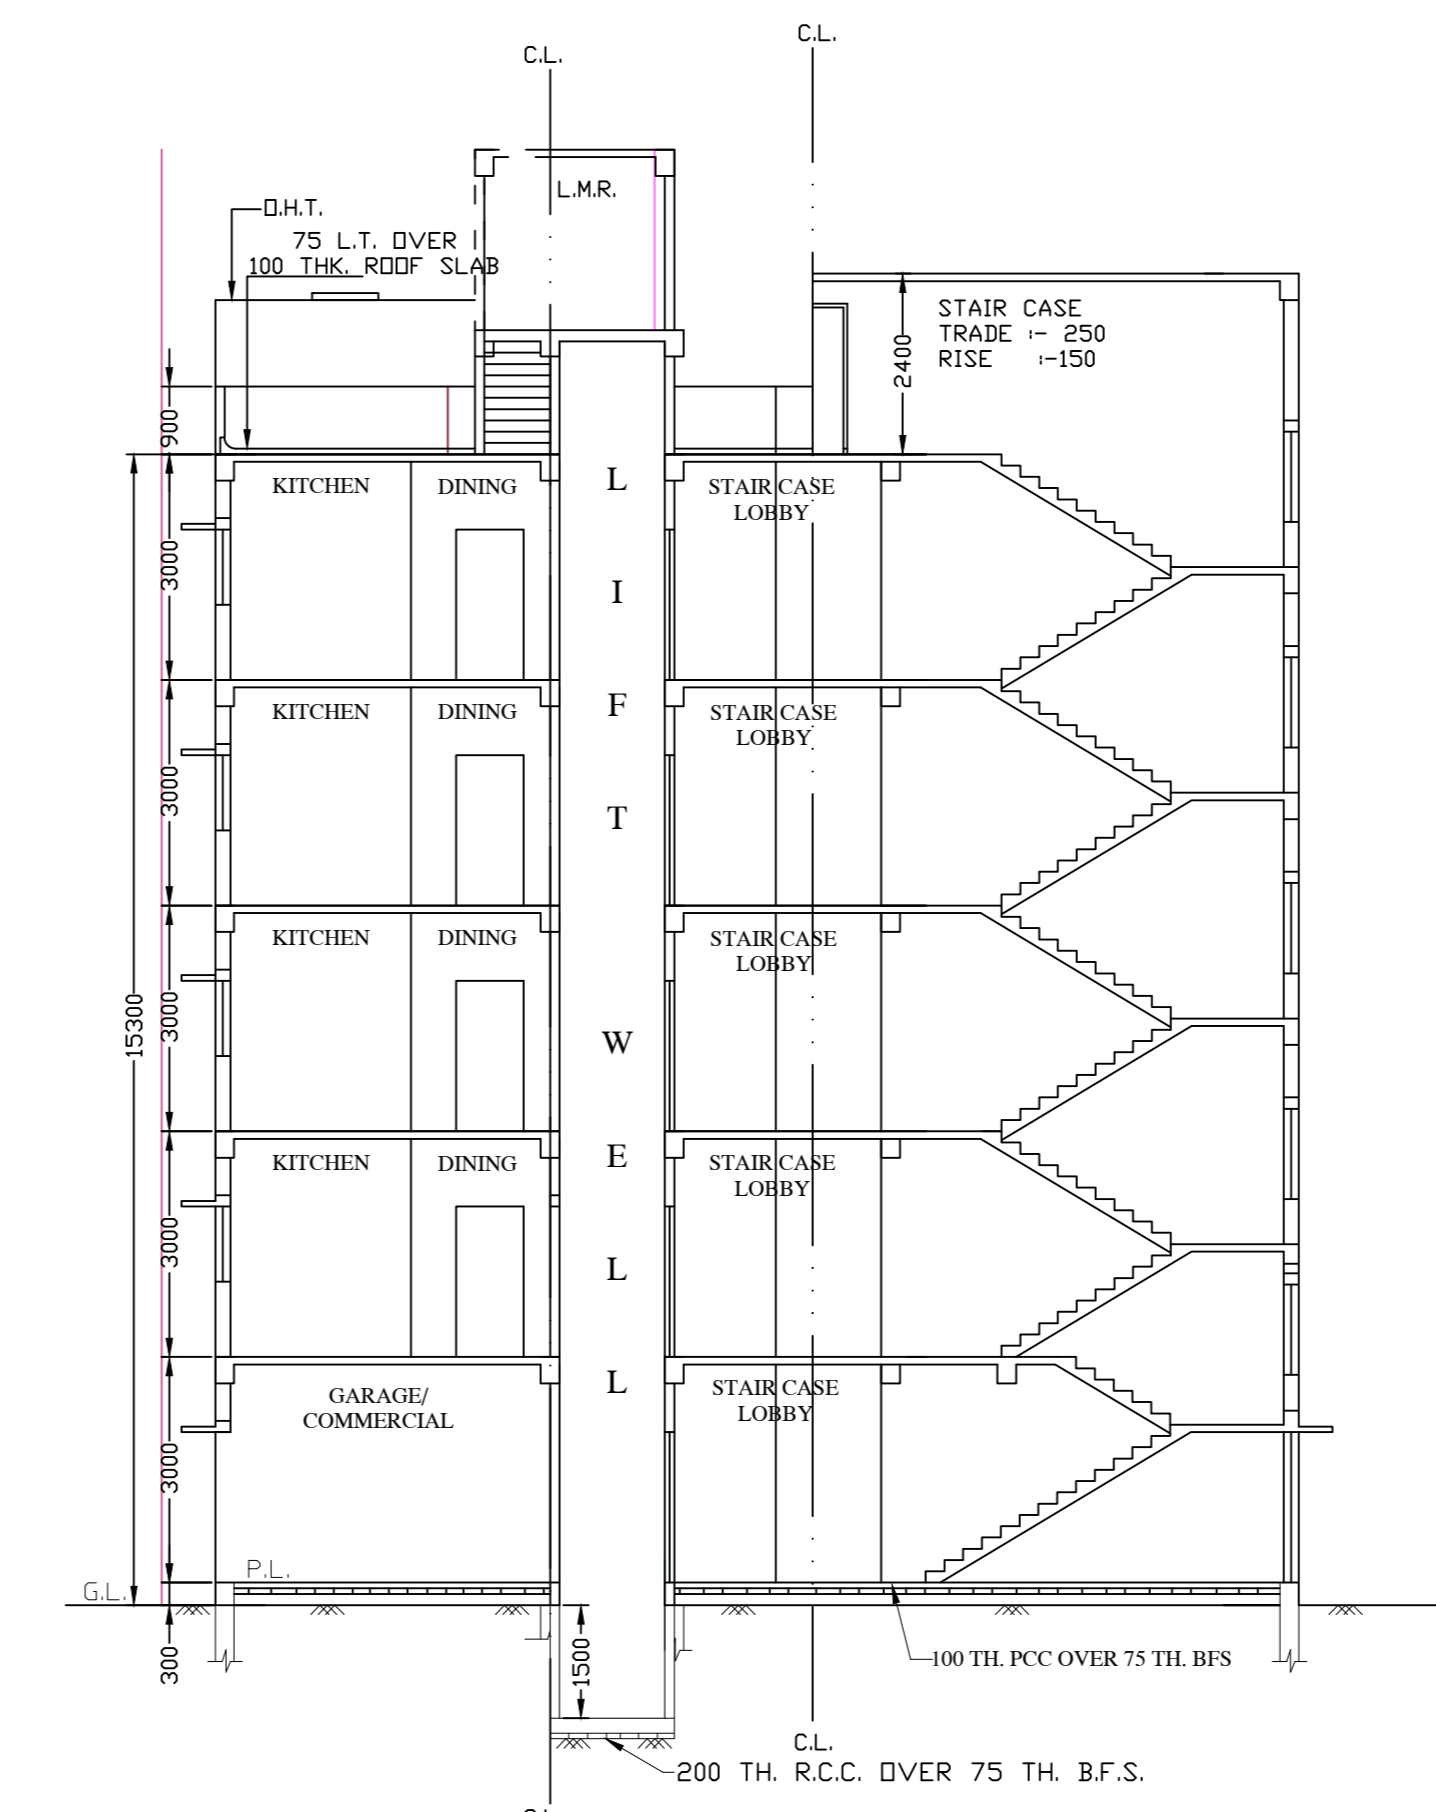 C.L.
C.L.
L.M.R.
O.H.T.
75 L.T. OVER
100 THK. ROOF SLAB
STAIR CASE
TRADE :- 250
RISE :-150
2400
900
KITCHEN
DINING
L
STAIR CASE
LOBBY
3000
I
KITCHEN
DINING
F
STAIR CASE
LOBBY
3000
T
KITCHEN
DINING
STAIR CASE
LOBBY
15300
3000
W
KITCHEN
DINING
E
STAIR CASE
LOBBY
3000
L
GARAGE/
COMMERCIAL
L
STAIR CASE
LOBBY
3000
P.L.
G.L.
300
1500
100 TH. PCC OVER 75 TH. BFS
C.L.
200 TH. R.C.C. OVER 75 TH. B.F.S.